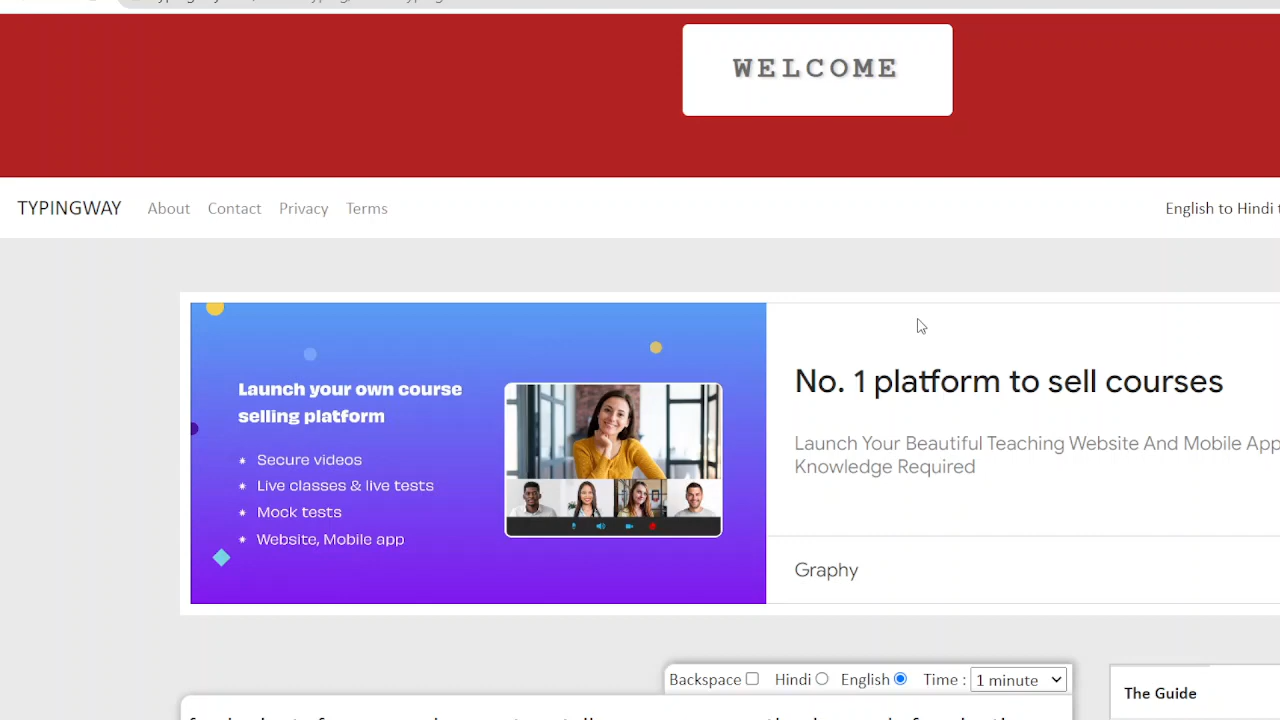 WELCOME
TYPINGWAY About Contact Privacy Terms English to Hindi
Launch your own course
selling platform
* Secure videos
* Live classes & live tests
* Mock tests
* Website, Mobile app
No. 1 platform to sell courses
Launch Your Beautiful Teaching Website And Mobile App
Knowledge Required
Graphy
Backspace Hindi English Time : 1 minute
The Guide